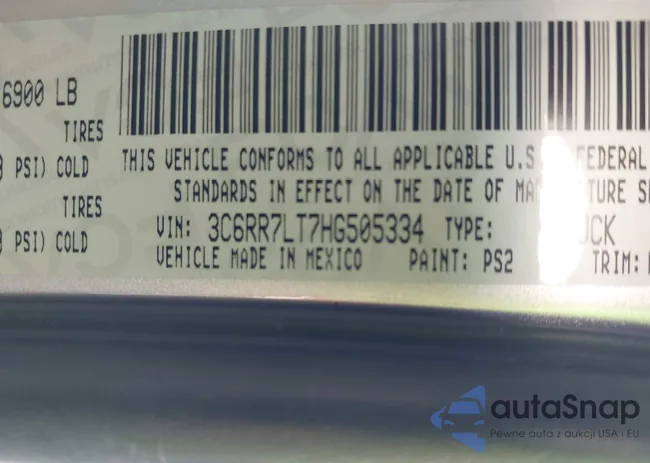 6900 LB
TIRES
PSI) COLD
THIS VEHICLE CONFORMS TO ALL APPLICABLE U.S. FEDERAL
STANDARDS IN EFFECT ON THE DATE OF
TIRES
PSI) COLD
VIN: 3C6RR7LT7HG505334 TYPE:
VEHICLE MADE IN MEXICO PAINT: PS2 TRIM:
autaSnap
Pewne auta z aukcji USA i EU